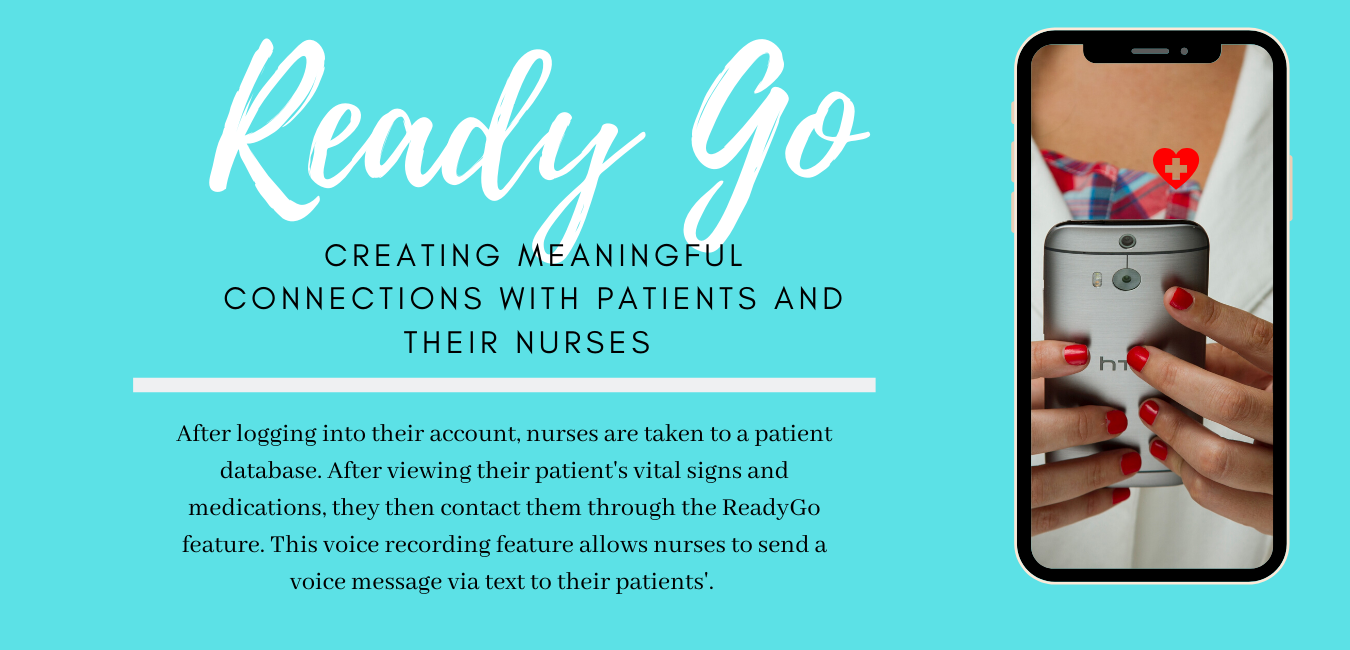 Ready Go
CREATING MEANINGFUL
CONNECTIONS WITH PATIENTS AND
THEIR NURSES
After logging into their account, nurses are taken to a patient
database. After viewing their patient's vital signs and
medications, they then contact them through the ReadyGo
feature. This voice recording feature allows nurses to send a
voice message via text to their patients'.